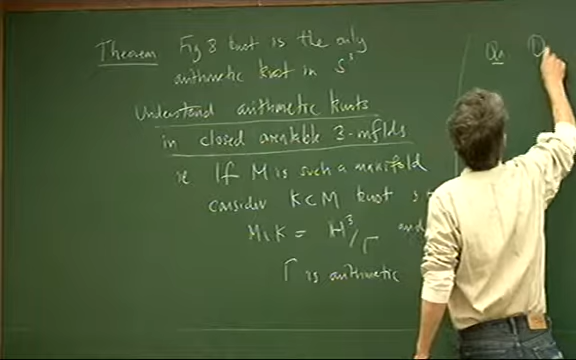 Theorem Fig 8 knot is the only
arithmetic knot in S³
Understand arithmetic knots
in closed orientable 3-mflds
ie If M is such a manifold
consider K⊂M knot s
M\K = H³/Γ and
Γ is arithmetic
Qn D